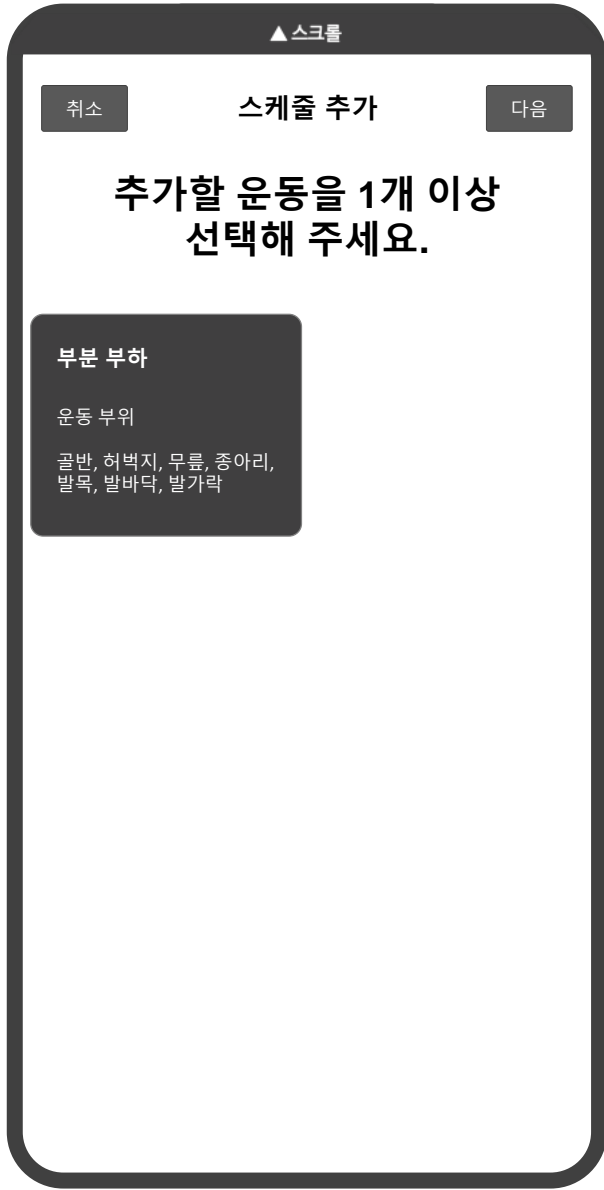 ▲스크롤
취소
스케줄 추가
다음
추가할 운동을 1개 이상
선택해 주세요.
부분 부하
운동 부위
골반, 허벅지, 무릎, 종아리,
발목, 발바닥, 발가락